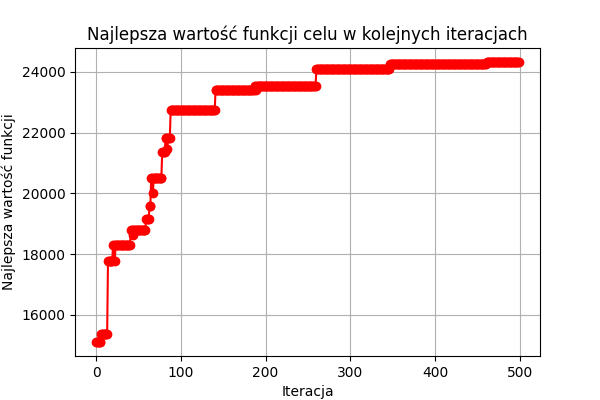 Najlepsza wartość funkcji celu w kolejnych iteracjach
Najlepsza wartość funkcji
24000
22000
20000
18000
16000
0 100 200 300 400 500
Iteracja